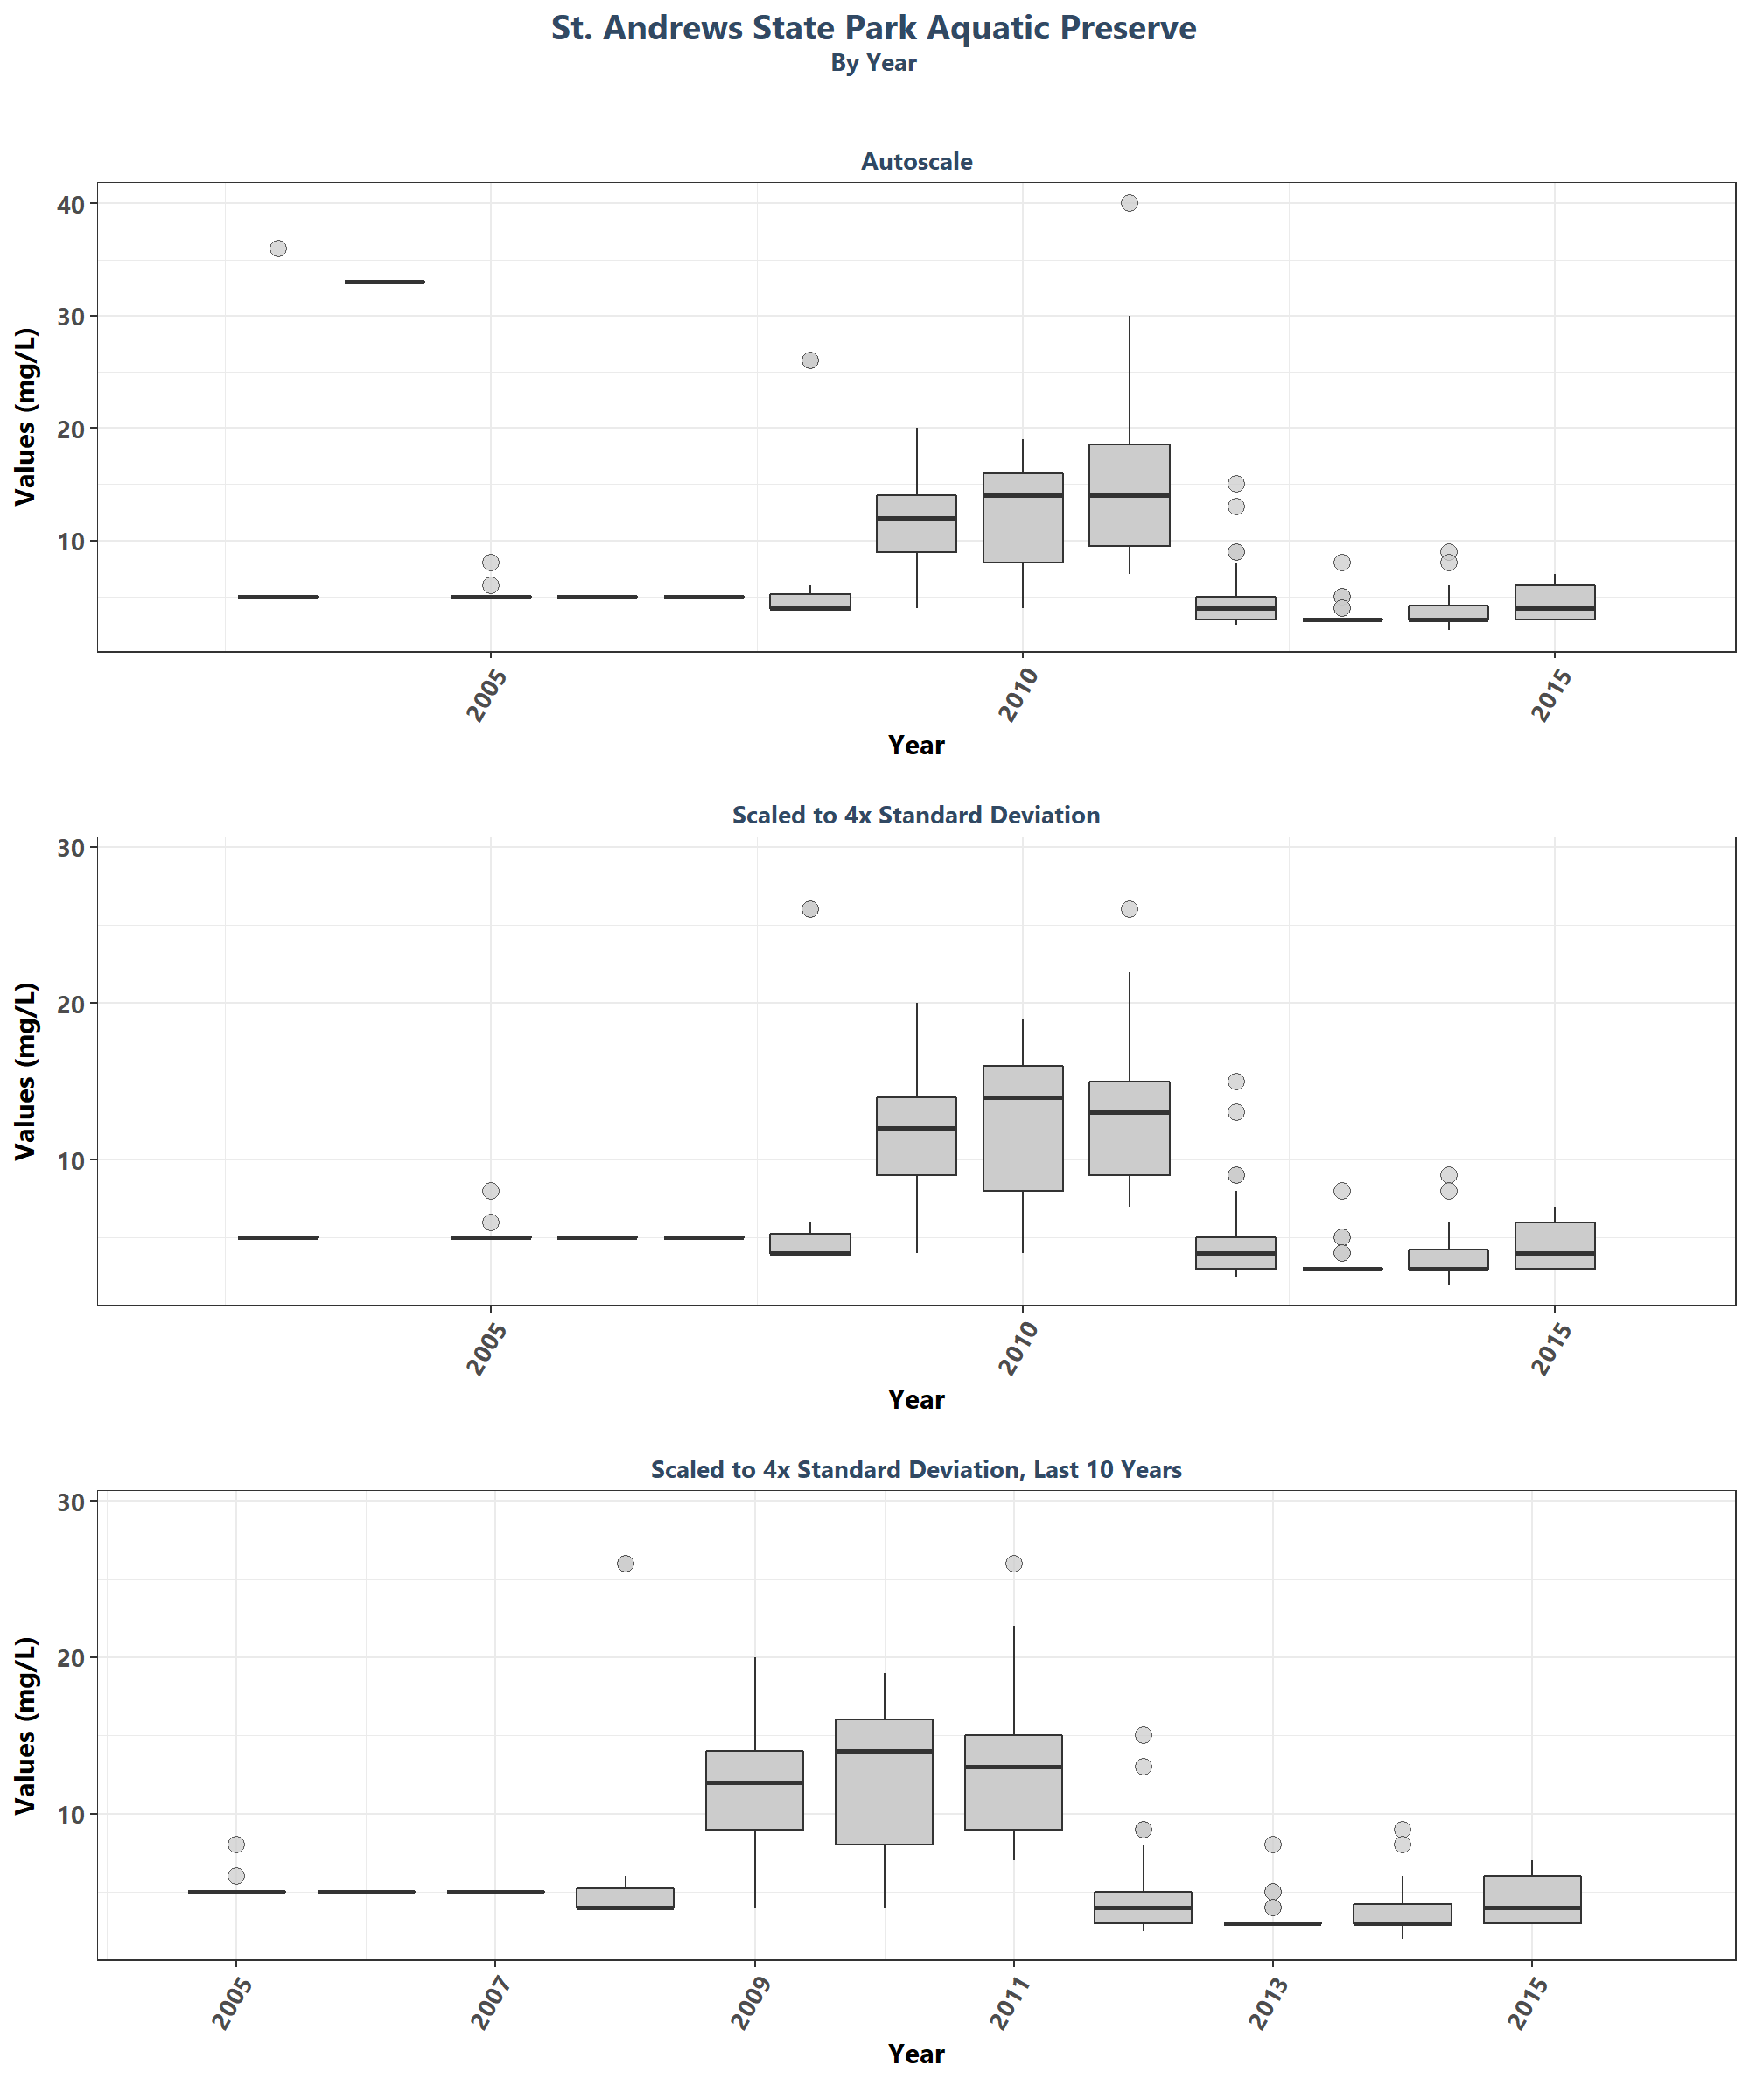 St. Andrews State Park Aquatic Preserve
By Year
Autoscale
Values (mg/L)
40
30
20
10
2005
2010
2015
Year
Scaled to 4x Standard Deviation
Values (mg/L)
30
20
10
2005
2010
2015
Year
Scaled to 4x Standard Deviation, Last 10 Years
Values (mg/L)
30
20
10
2005
2007
2009
2011
2013
2015
Year